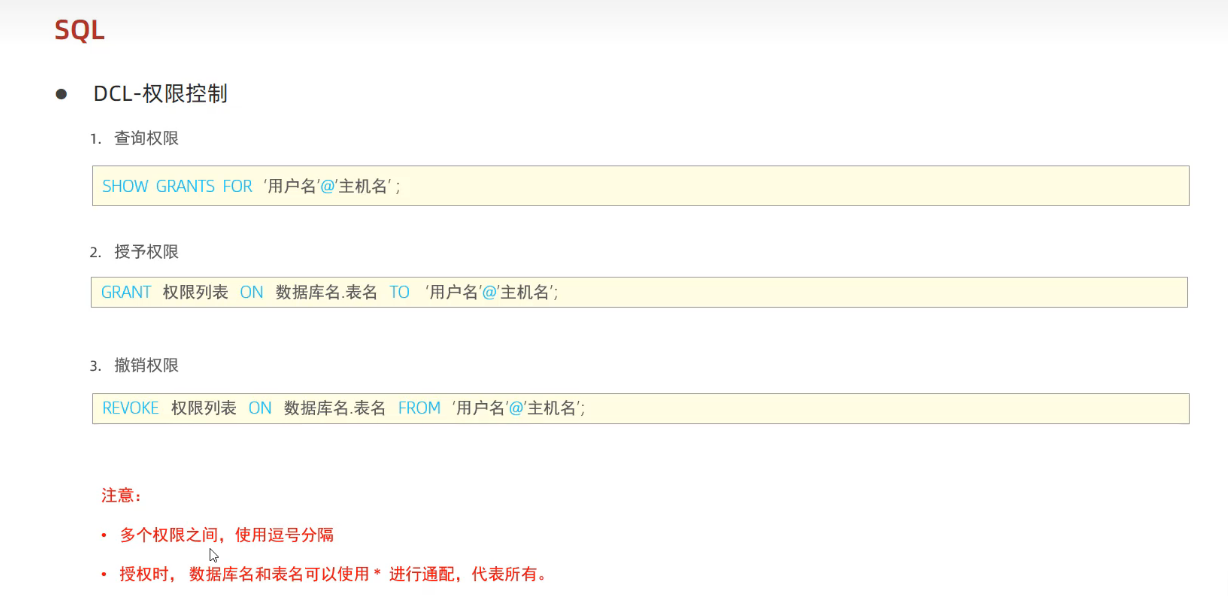 SQL
● DCL-权限控制
1. 查询权限
SHOW GRANTS FOR '用户名'@'主机名' ;
2. 授予权限
GRANT 权限列表 ON 数据库名.表名 TO '用户名'@'主机名';
3. 撤销权限
REVOKE 权限列表 ON 数据库名.表名 FROM '用户名'@'主机名';
注意：
• 多个权限之间，使用逗号分隔
• 授权时， 数据库名和表名可以使用 * 进行通配，代表所有。